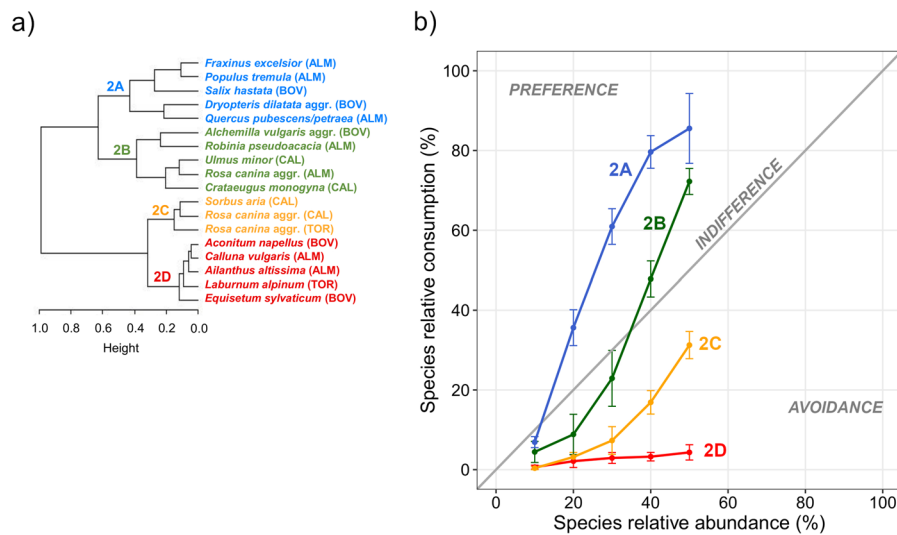 a)
Fraxinus excelsior (ALM)
Populus tremula (ALM)
2A
Salix hastata (BOV)
Dryopteris dilatata aggr. (BOV)
Quercus pubescens/petraea (ALM)
Alchemilla vulgaris aggr. (BOV)
Robinia pseudoacacia (ALM)
2B
Ulmus minor (CAL)
Rosa canina aggr. (ALM)
Crataeugus monogyna (CAL)
Sorbus aria (CAL)
2C
Rosa canina aggr. (CAL)
Rosa canina aggr. (TOR)
Aconitum napellus (BOV)
Calluna vulgaris (ALM)
Ailanthus altissima (ALM)
2D
Laburnum alpinum (TOR)
Equisetum sylvaticum (BOV)
1.0 0.8 0.6 0.4 0.2 0.0
Height
b)
Species relative consumption (%)
100
80
60
40
20
0
PREFERENCE
INDIFFERENCE
AVOIDANCE
2A
2B
2C
2D
0 20 40 60 80 100
Species relative abundance (%)